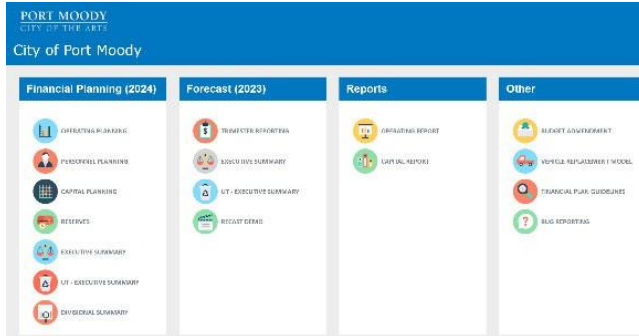 PORT MOODY
CITY OF THE ARTS
City of Port Moody
Financial Planning (2024)
OPERATING PLANNING
PERSONNEL PLANNING
CAPITAL PLANNING
RESERVES
EXECUTIVE SUMMARY
UT - EXECUTIVE SUMMARY
DIVISIONAL SUMMARY
Forecast (2023)
TRIMESTER REPORTING
EXECUTIVE SUMMARY
UT - EXECUTIVE SUMMARY
RECAST DEMO
Reports
OPERATING REPORT
CAPITAL REPORT
Other
BUDGET ADMENDMENT
VEHICLE REPLACEMENT MODEL
FINANCIAL PLAN GUIDELINES
BUG REPORTING